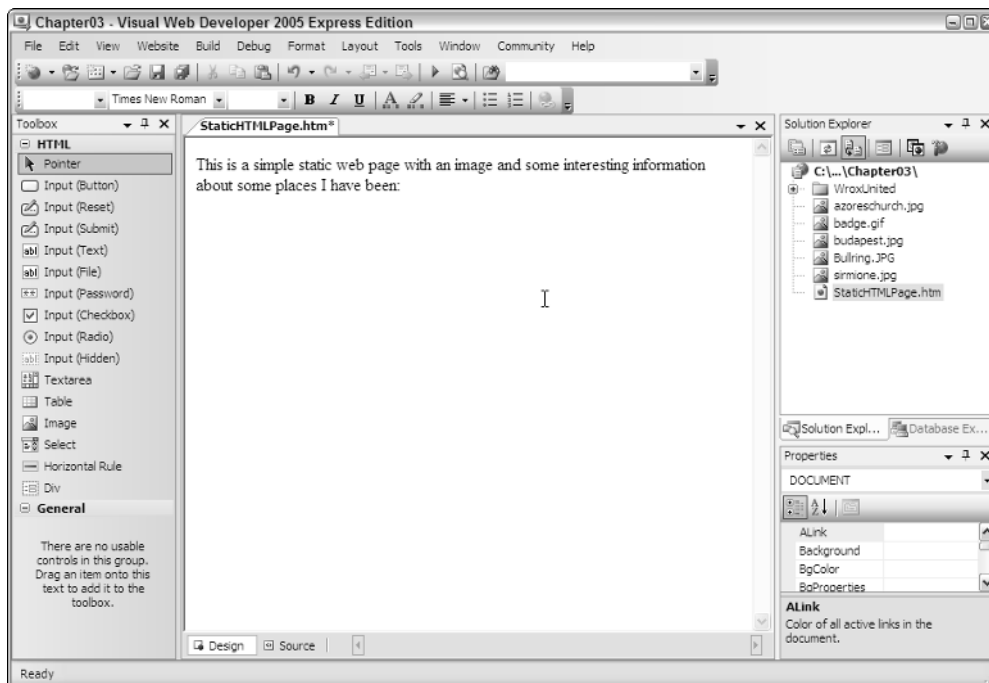 Chapter03 - Visual Web Developer 2005 Express Edition
File Edit View Website Build Debug Format Layout Tools Window Community Help
Times New Roman
B I U A
Toolbox
HTML
Pointer
Input (Button)
Input (Reset)
Input (Submit)
abl Input (Text)
abl Input (File)
Input (Password)
Input (Checkbox)
Input (Radio)
abl Input (Hidden)
Textarea
Table
Image
Select
Horizontal Rule
Div
General
There are no usable
controls in this group.
Drag an item onto this
text to add it to the
toolbox.
StaticHTMLPage.htm*
This is a simple static web page with an image and some interesting information
about some places I have been:
Design Source
Solution Explorer
C:\...\Chapter03\
WroxUnited
azoreschurch.jpg
badge.gif
budapest.jpg
Bullring.JPG
sirmione.jpg
StaticHTMLPage.htm
Solution Expl... Database Ex...
Properties
DOCUMENT
ALink
Background
BgColor
BgProperties
ALink
Color of all active links in the
document.
Ready